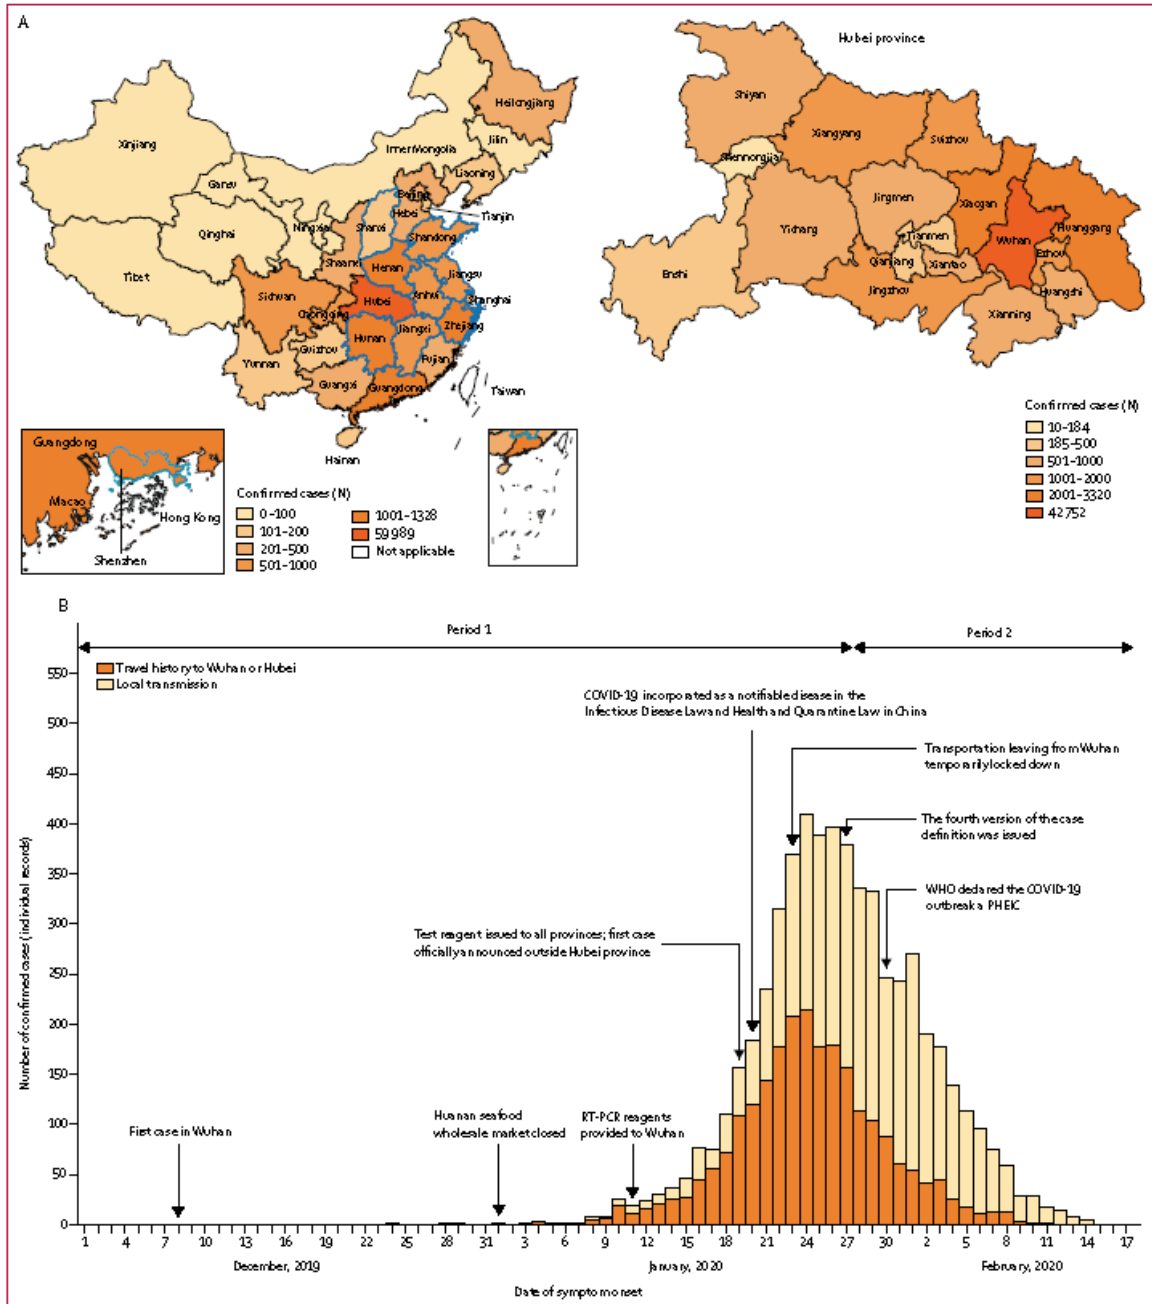 A
Xinjiang
Tibet
Qinghai
Gansu
Ningxia
Inner Mongolia
Heilongjiang
Jilin
Liaoning
Beijing
Hebei
Tianjin
Shanxi
Shandong
Shaanxi
Henan
Jiangsu
Anhui
Shanghai
Sichuan
Chongqing
Hubei
Zhejiang
Hunan
Jiangxi
Guizhou
Fujian
Yunnan
Guangxi
Guangdong
Taiwan
Hainan
Guangdong
Macao
Hong Kong
Shenzhen
Confirmed cases (N)
0–100
101–200
201–500
501–1000
1001–1328
59 989
Not applicable
Hubei province
Shiyan
Xiangyang
Suizhou
Shennongjia
Jingmen
Xiaogan
Yichang
Tianmen
Wuhan
Huanggang
Enshi
Qianjiang
Xiantao
Ezhou
Jingzhou
Huangshi
Xianning
Confirmed cases (N)
10–184
185–500
501–1000
1001–2000
2001–3320
42 752
B
Period 1
Period 2
Travel history to Wuhan or Hubei
Local transmission
COVID-19 incorporated as a notifiable disease in the
Infectious Disease Law and Health and Quarantine Law in China
Transportation leaving from Wuhan
temporarily locked down
The fourth version of the case
definition was issued
WHO declared the COVID-19
outbreak a PHEIC
Test reagent issued to all provinces; first case
officially announced outside Hubei province
First case in Wuhan
Huanan seafood
wholesale market closed
RT-PCR reagents
provided to Wuhan
Number of confirmed cases (individual records)
550
500
450
400
350
300
250
200
150
100
50
0
1 4 7 10 13 16 19 22 25 28 31 3 6 9 12 15 18 21 24 27 30 2 5 8 11 14 17
December, 2019
January, 2020
February, 2020
Date of symptom onset